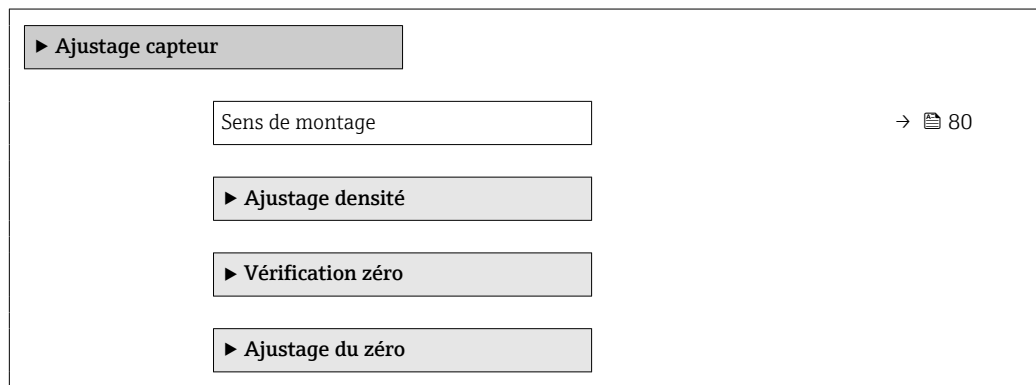 ▶ Ajustage capteur
Sens de montage → 80
▶ Ajustage densité
▶ Vérification zéro
▶ Ajustage du zéro